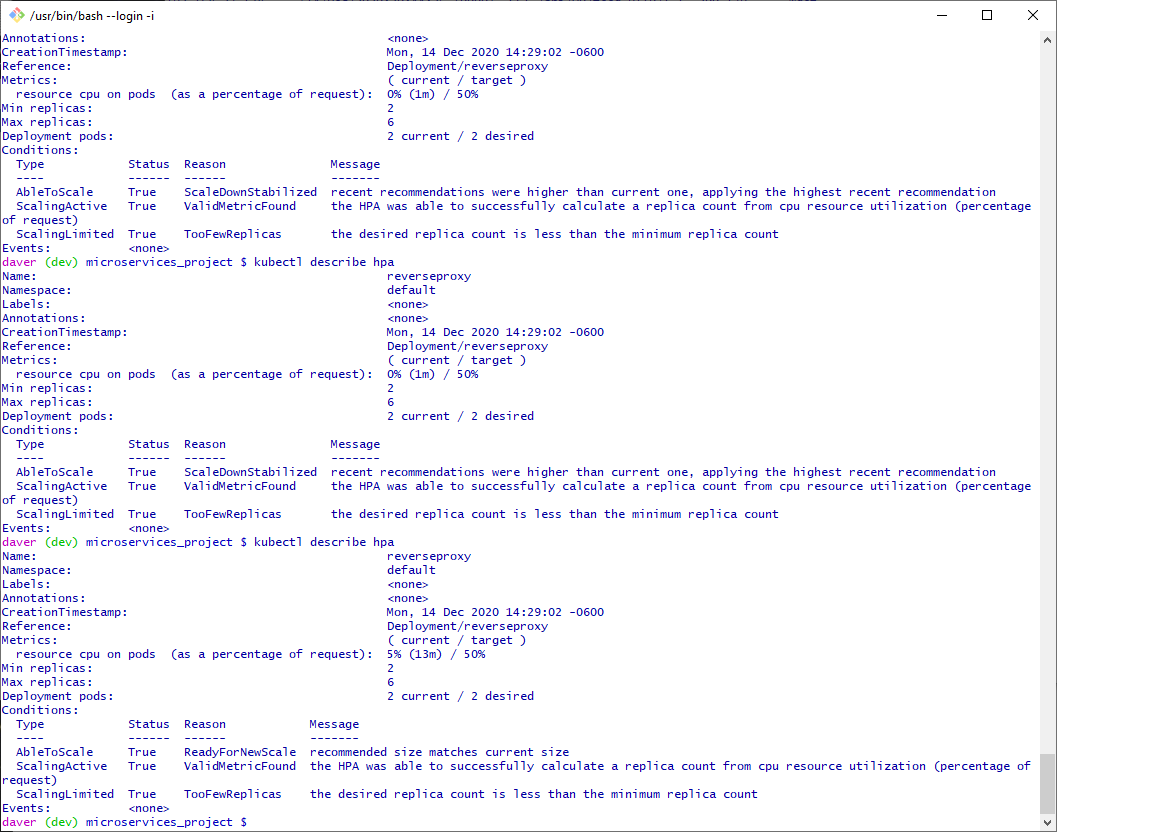 /usr/bin/bash --login -i
Annotations: <none>
CreationTimestamp: Mon, 14 Dec 2020 14:29:02 -0600
Reference: Deployment/reverseproxy
Metrics: ( current / target )
resource cpu on pods (as a percentage of request): 0% (1m) / 50%
Min replicas: 2
Max replicas: 6
Deployment pods: 2 current / 2 desired
Conditions:
Type Status Reason Message
---- ------ ------ -------
AbleToScale True ScaleDownStabilized recent recommendations were higher than current one, applying the highest recent recommendation
ScalingActive True ValidMetricFound the HPA was able to successfully calculate a replica count from cpu resource utilization (percentage
of request)
ScalingLimited True TooFewReplicas the desired replica count is less than the minimum replica count
Events: <none>
daver (dev) microservices_project $ kubectl describe hpa
Name: reverseproxy
Namespace: default
Labels: <none>
Annotations: <none>
CreationTimestamp: Mon, 14 Dec 2020 14:29:02 -0600
Reference: Deployment/reverseproxy
Metrics: ( current / target )
resource cpu on pods (as a percentage of request): 0% (1m) / 50%
Min replicas: 2
Max replicas: 6
Deployment pods: 2 current / 2 desired
Conditions:
Type Status Reason Message
---- ------ ------ -------
AbleToScale True ScaleDownStabilized recent recommendations were higher than current one, applying the highest recent recommendation
ScalingActive True ValidMetricFound the HPA was able to successfully calculate a replica count from cpu resource utilization (percentage
of request)
ScalingLimited True TooFewReplicas the desired replica count is less than the minimum replica count
Events: <none>
daver (dev) microservices_project $ kubectl describe hpa
Name: reverseproxy
Namespace: default
Labels: <none>
Annotations: <none>
CreationTimestamp: Mon, 14 Dec 2020 14:29:02 -0600
Reference: Deployment/reverseproxy
Metrics: ( current / target )
resource cpu on pods (as a percentage of request): 5% (13m) / 50%
Min replicas: 2
Max replicas: 6
Deployment pods: 2 current / 2 desired
Conditions:
Type Status Reason Message
---- ------ ------ -------
AbleToScale True ReadyForNewScale recommended size matches current size
ScalingActive True ValidMetricFound the HPA was able to successfully calculate a replica count from cpu resource utilization (percentage of
request)
ScalingLimited True TooFewReplicas the desired replica count is less than the minimum replica count
Events: <none>
daver (dev) microservices_project $